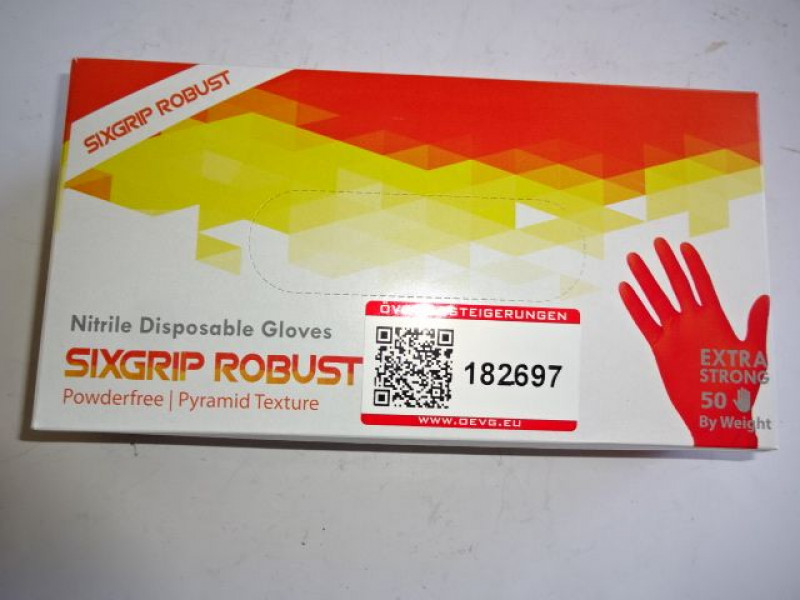 SIXGRIP ROBUST
Nitrile Disposable Gloves
SIXGRIP ROBUST
Powderfree | Pyramid Texture
STEIGERUNGEN
182697
WWW.OEVG.EU
EXTRA
STRONG
50
By Weight